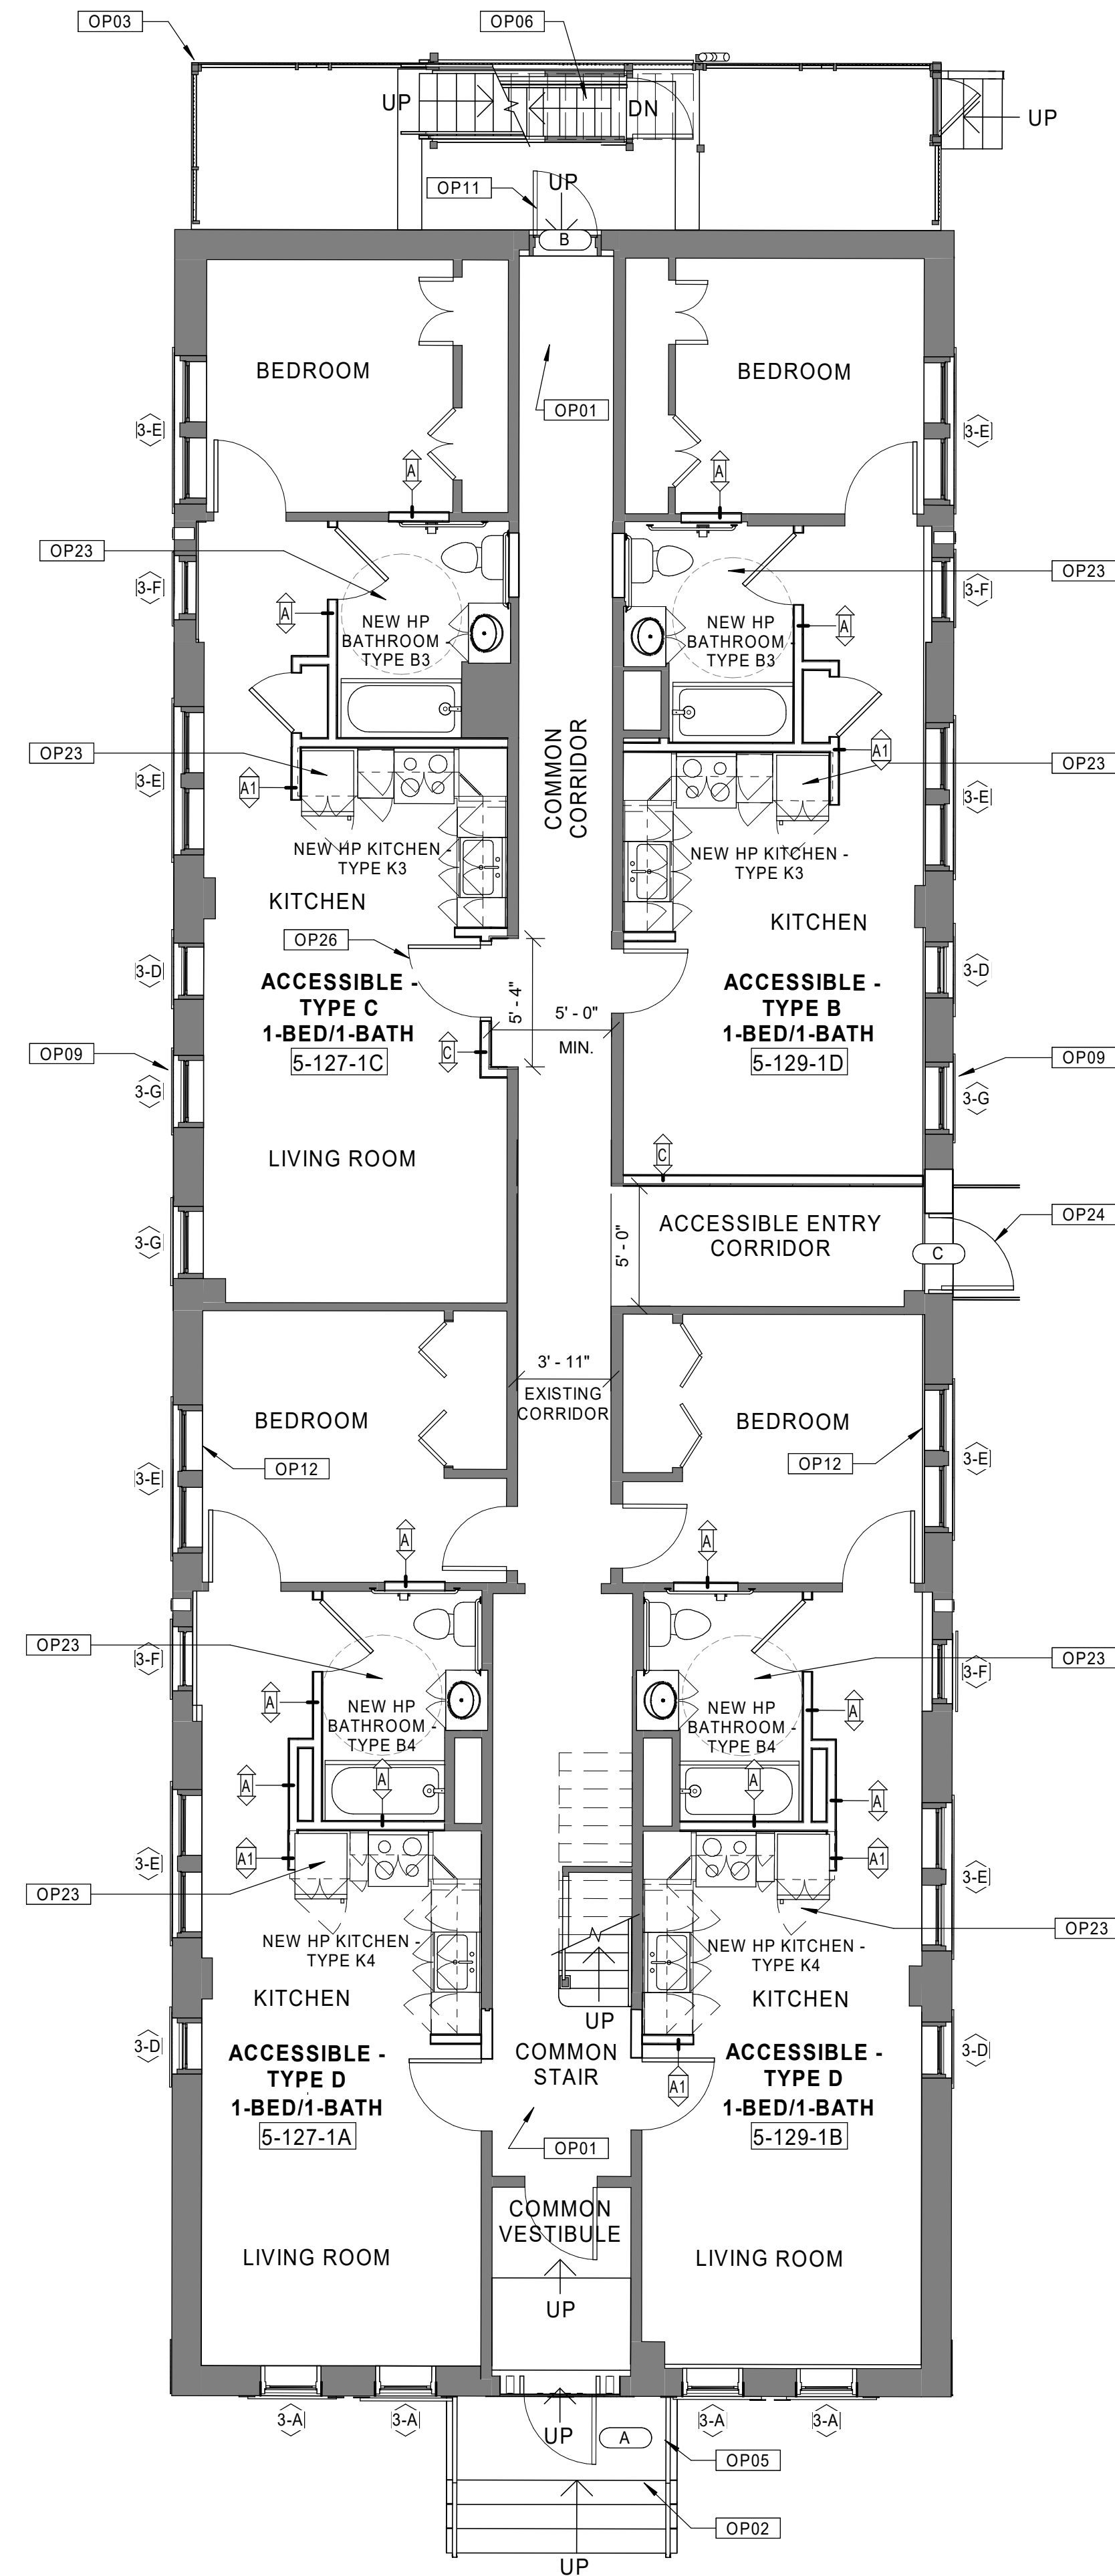 OP03
OP06
UP
DN
UP
OP11
UP
B
BEDROOM
BEDROOM
OP01
3-E
3-E
A
A
OP23
OP23
3-F
3-F
A
A
NEW HP
BATHROOM -
TYPE B3
NEW HP
BATHROOM -
TYPE B3
COMMON
CORRIDOR
OP23
OP23
A1
A1
3-E
3-E
NEW HP KITCHEN -
TYPE K3
NEW HP KITCHEN -
TYPE K3
KITCHEN
KITCHEN
OP26
3-D
3-D
ACCESSIBLE -
TYPE C
1-BED/1-BATH
5-127-1C
5' - 4"
5' - 0"
MIN.
ACCESSIBLE -
TYPE B
1-BED/1-BATH
5-129-1D
OP09
OP09
C
3-G
3-G
LIVING ROOM
C
3-G
ACCESSIBLE ENTRY
CORRIDOR
5' - 0"
OP24
C
3' - 11"
EXISTING
CORRIDOR
BEDROOM
BEDROOM
OP12
OP12
3-E
3-E
A
A
OP23
OP23
3-F
3-F
A
A
NEW HP
BATHROOM -
TYPE B4
NEW HP
BATHROOM -
TYPE B4
A
A
A
A
A1
A1
3-E
3-E
OP23
OP23
NEW HP KITCHEN -
TYPE K4
NEW HP KITCHEN -
TYPE K4
KITCHEN
KITCHEN
UP
3-D
3-D
ACCESSIBLE -
TYPE D
1-BED/1-BATH
5-127-1A
COMMON
STAIR
A1
ACCESSIBLE -
TYPE D
1-BED/1-BATH
5-129-1B
OP01
COMMON
VESTIBULE
LIVING ROOM
LIVING ROOM
UP
3-A
3-A
3-A
3-A
UP
A
OP05
OP02
UP